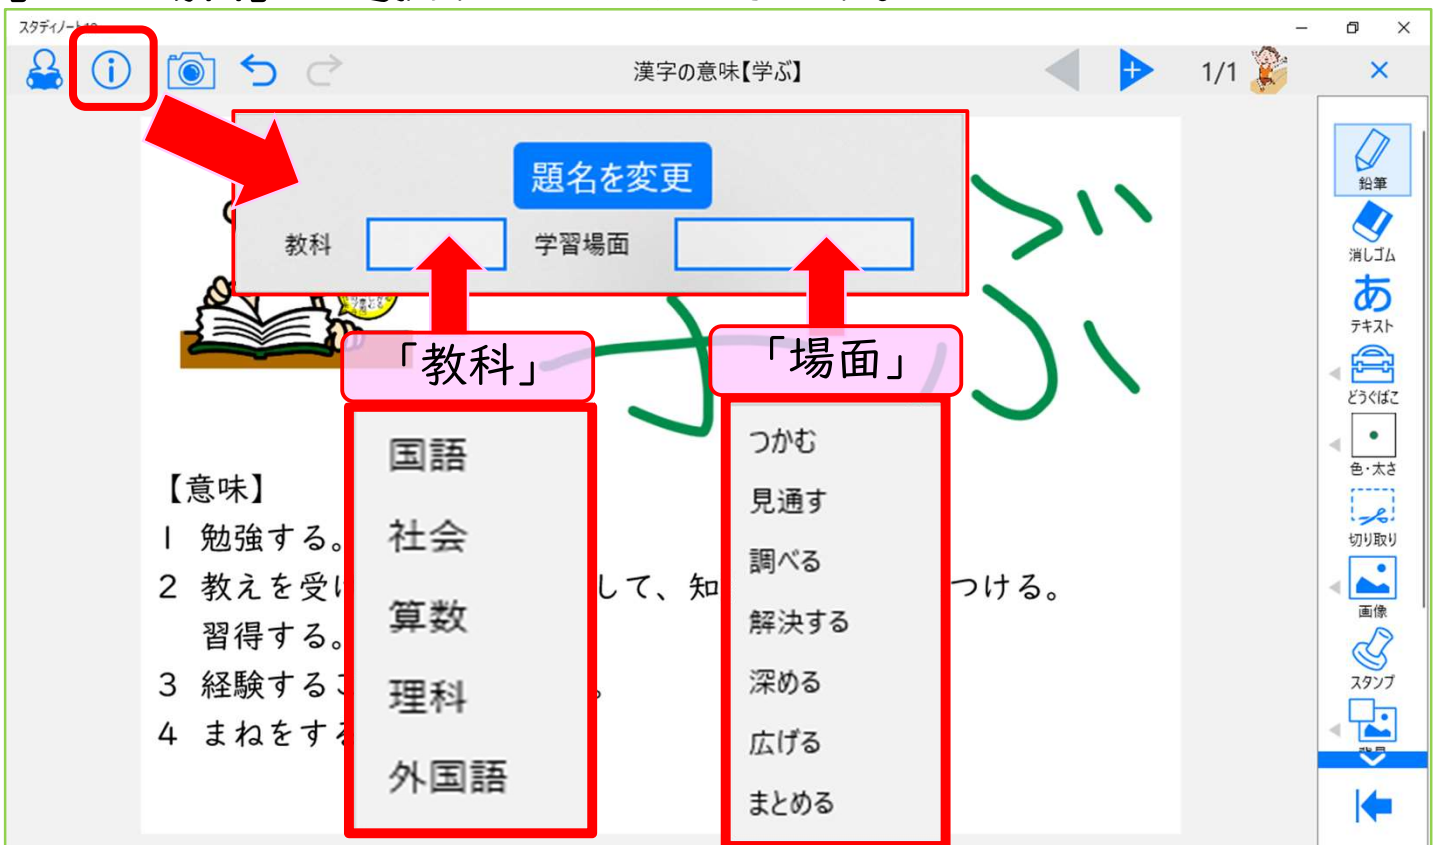 スタディノート10
漢字の意味【学ぶ】
1/1
題名を変更
教科
学習場面
「教科」
「場面」
国語
社会
算数
理科
外国語
つかむ
見通す
調べる
解決する
深める
広げる
まとめる
【意味】
1 勉強する。
2 教えを受け
して、知
つける。
習得する。
3 経験するこ
4 まねをする
鉛筆
消しゴム
あ
テキスト
どうぐばこ
色・太さ
切り取り
画像
スタンプ